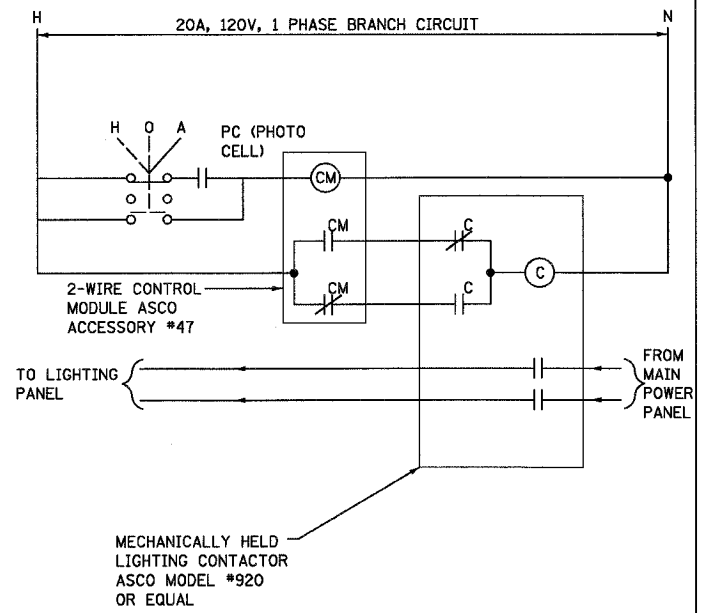 H
N
20A, 120V, 1 PHASE BRANCH CIRCUIT
H O A
PC (PHOTO
CELL)
CM
CM
C
C
CM
C
2-WIRE CONTROL
MODULE ASCO
ACCESSORY #47
TO LIGHTING
PANEL
FROM
MAIN
POWER
PANEL
MECHANICALLY HELD
LIGHTING CONTACTOR
ASCO MODEL #920
OR EQUAL